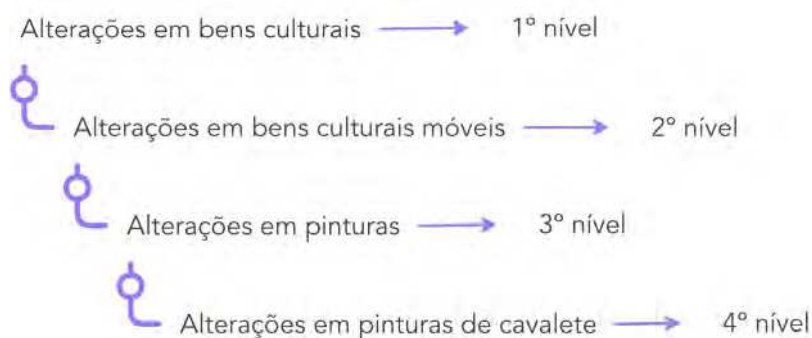 Alterações em bens culturais 1º nível
Alterações em bens culturais móveis 2º nível
Alterações em pinturas 3º nível
Alterações em pinturas de cavalete 4º nível